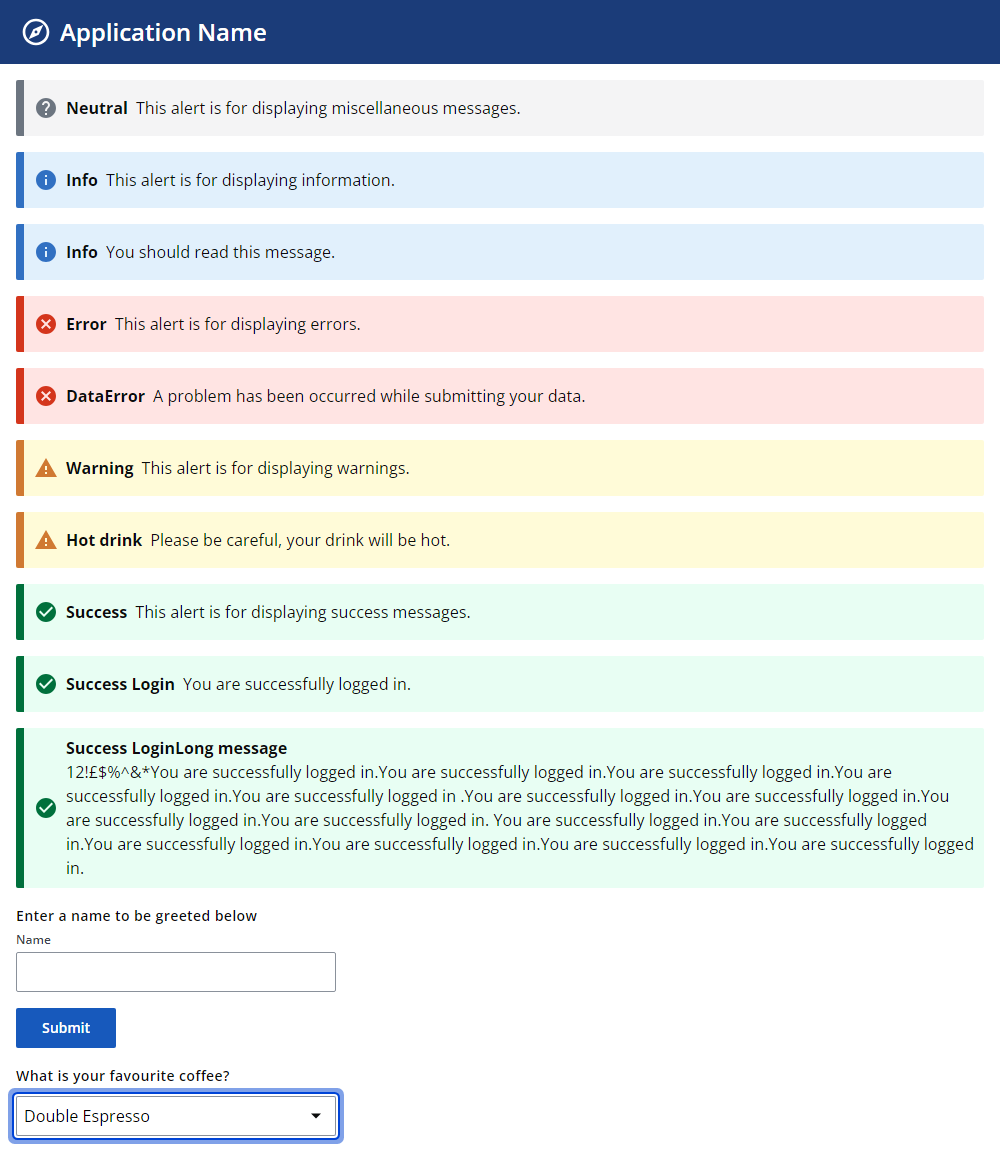 Application Name
Neutral This alert is for displaying miscellaneous messages.
Info This alert is for displaying information.
Info You should read this message.
Error This alert is for displaying errors.
DataError A problem has been occurred while submitting your data.
Warning This alert is for displaying warnings.
Hot drink Please be careful, your drink will be hot.
Success This alert is for displaying success messages.
Success Login You are successfully logged in.
Success LoginLong message
12!£$%^&*You are successfully logged in.You are successfully logged in.You are successfully logged in.You are
successfully logged in.You are successfully logged in .You are successfully logged in.You are successfully logged in.You
are successfully logged in.You are successfully logged in. You are successfully logged in.You are successfully logged
in.You are successfully logged in.You are successfully logged in.You are successfully logged in.You are successfully logged
in.
Enter a name to be greeted below
Name
Submit
What is your favourite coffee?
Double Espresso